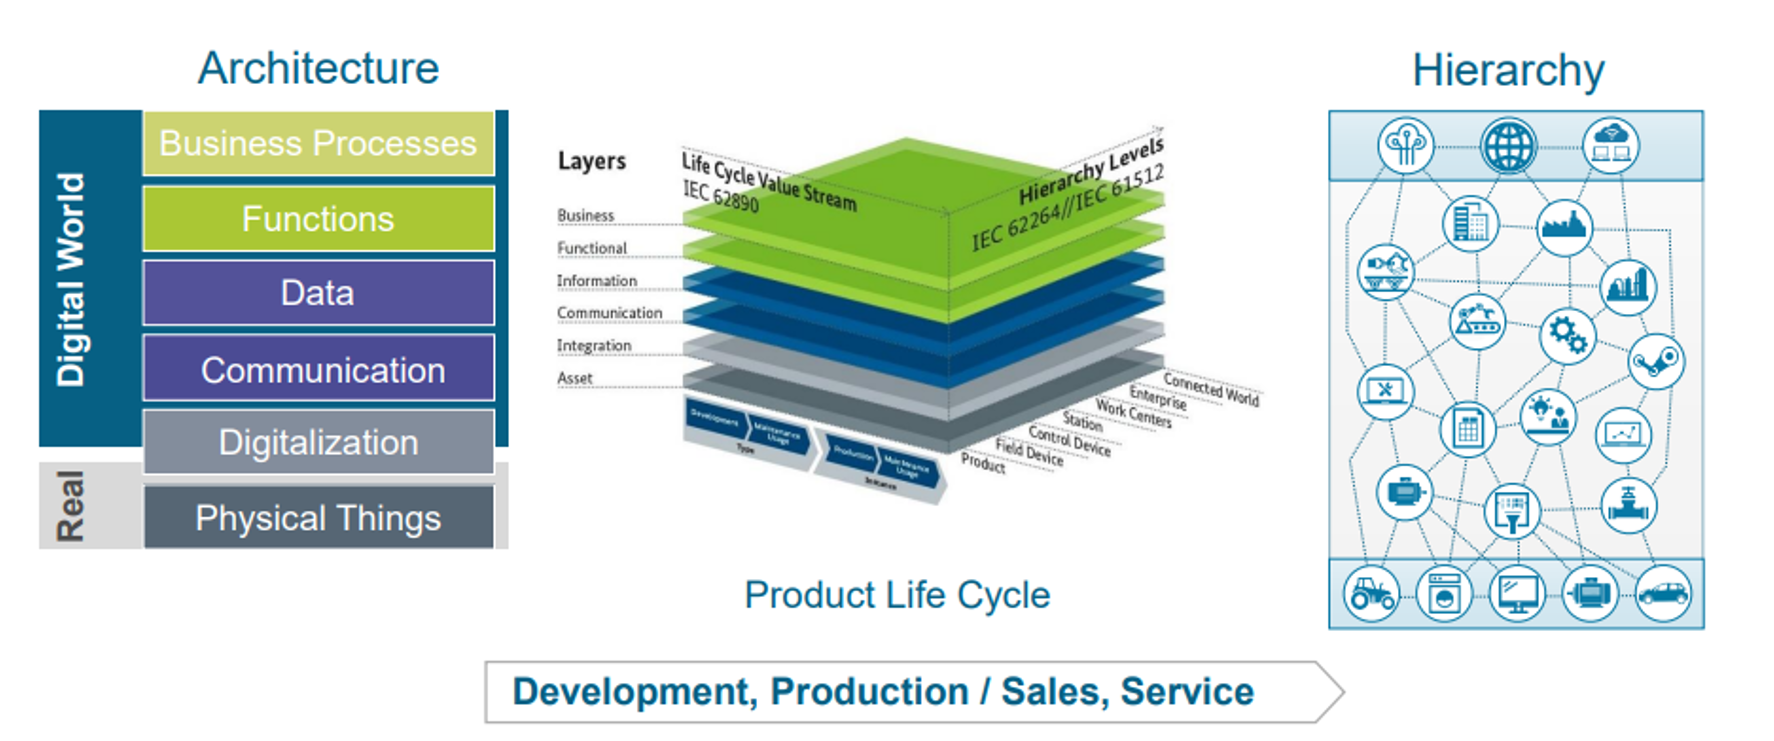 Architecture
Digital World
Business Processes
Functions
Data
Communication
Digitalization
Real
Physical Things
Layers
Business
Functional
Information
Communication
Integration
Asset
Life Cycle Value Stream
IEC 62890
Hierarchy Levels
IEC 62264//IEC 61512
Development
Maintenance
Usage
Type
Production
Maintenance
Usage
Instance
Connected World
Enterprise
Work Centers
Station
Control Device
Field Device
Product
Product Life Cycle
Development, Production / Sales, Service
Hierarchy